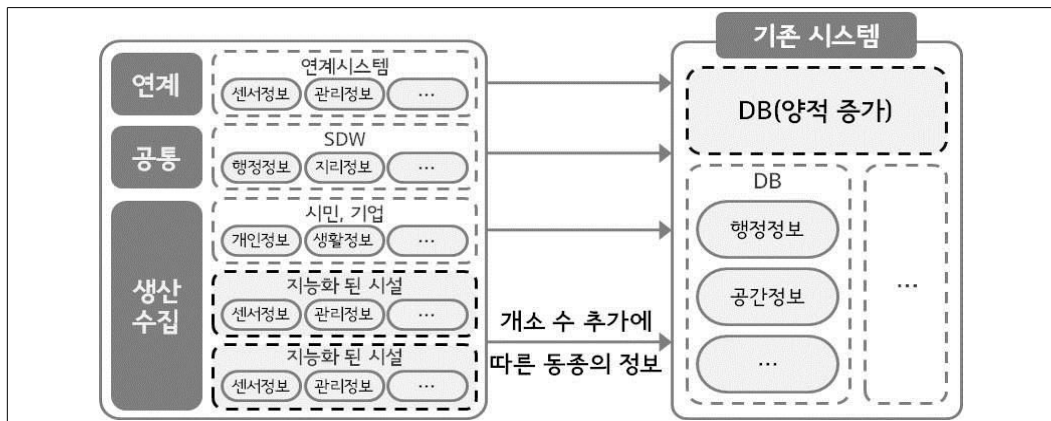 기존 시스템
연계
연계시스템
센서정보 관리정보 ...
공통
SDW
행정정보 지리정보 ...
생산
수집
시민, 기업
개인정보 생활정보 ...
지능화 된 시설
센서정보 관리정보 ...
지능화 된 시설
센서정보 관리정보 ...
개소 수 추가에
따른 동종의 정보
DB(양적 증가)
DB
행정정보
공간정보
...
...